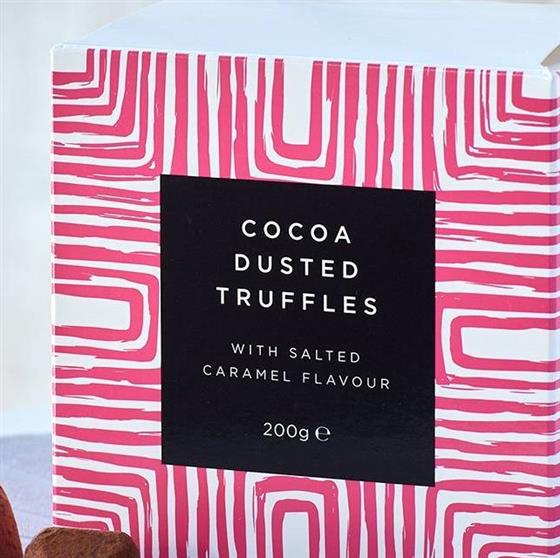 COCOA
DUSTED
TRUFFLES
WITH SALTED
CARAMEL FLAVOUR
200g ℮